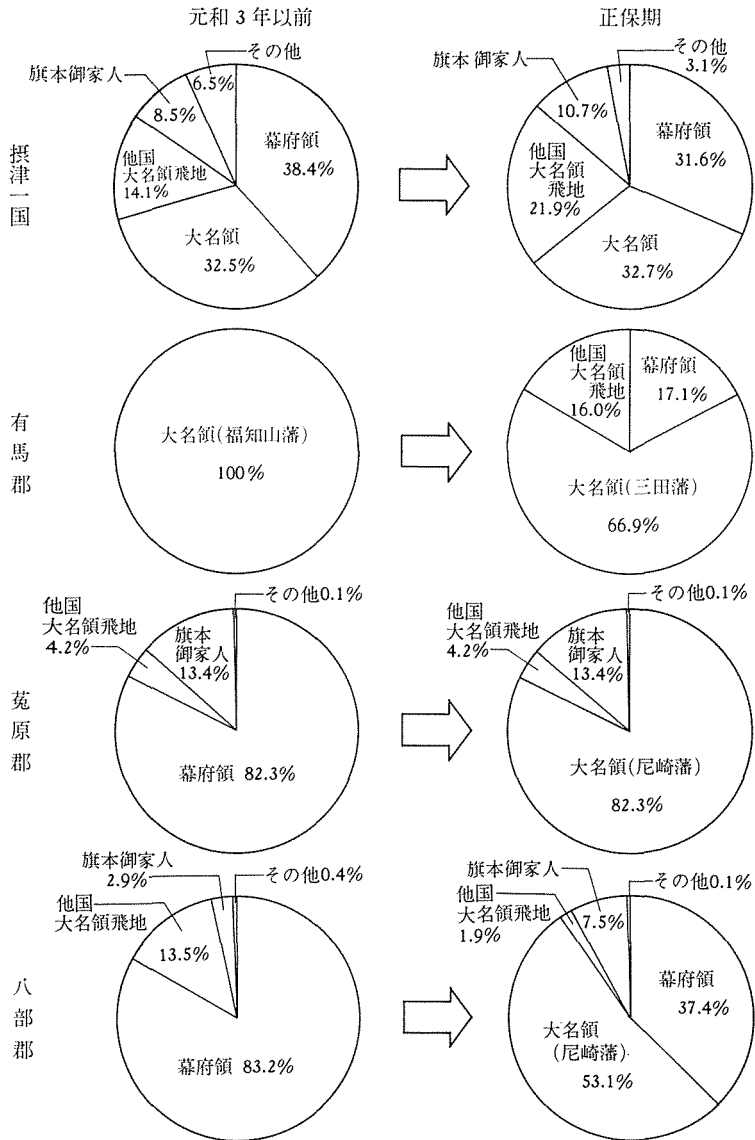 元和3年以前
正保期
摂津一国
その他
6.5%
旗本御家人
8.5%
他国
大名領飛地
14.1%
幕府領
38.4%
大名領
32.5%
その他
3.1%
旗本御家人
10.7%
他国
大名領
飛地
21.9%
幕府領
31.6%
大名領
32.7%
有馬郡
大名領(福知山藩)
100%
他国
大名領
飛地
16.0%
幕府領
17.1%
大名領(三田藩)
66.9%
菟原郡
その他0.1%
他国
大名領飛地
4.2%
旗本
御家人
13.4%
幕府領 82.3%
その他0.1%
他国
大名領飛地
4.2%
旗本
御家人
13.4%
大名領(尼崎藩)
82.3%
八部郡
旗本御家人
2.9%
その他0.4%
他国
大名領飛地
13.5%
幕府領 83.2%
旗本御家人
7.5%
その他0.1%
他国
大名領飛地
1.9%
幕府領
37.4%
大名領
(尼崎藩)
53.1%